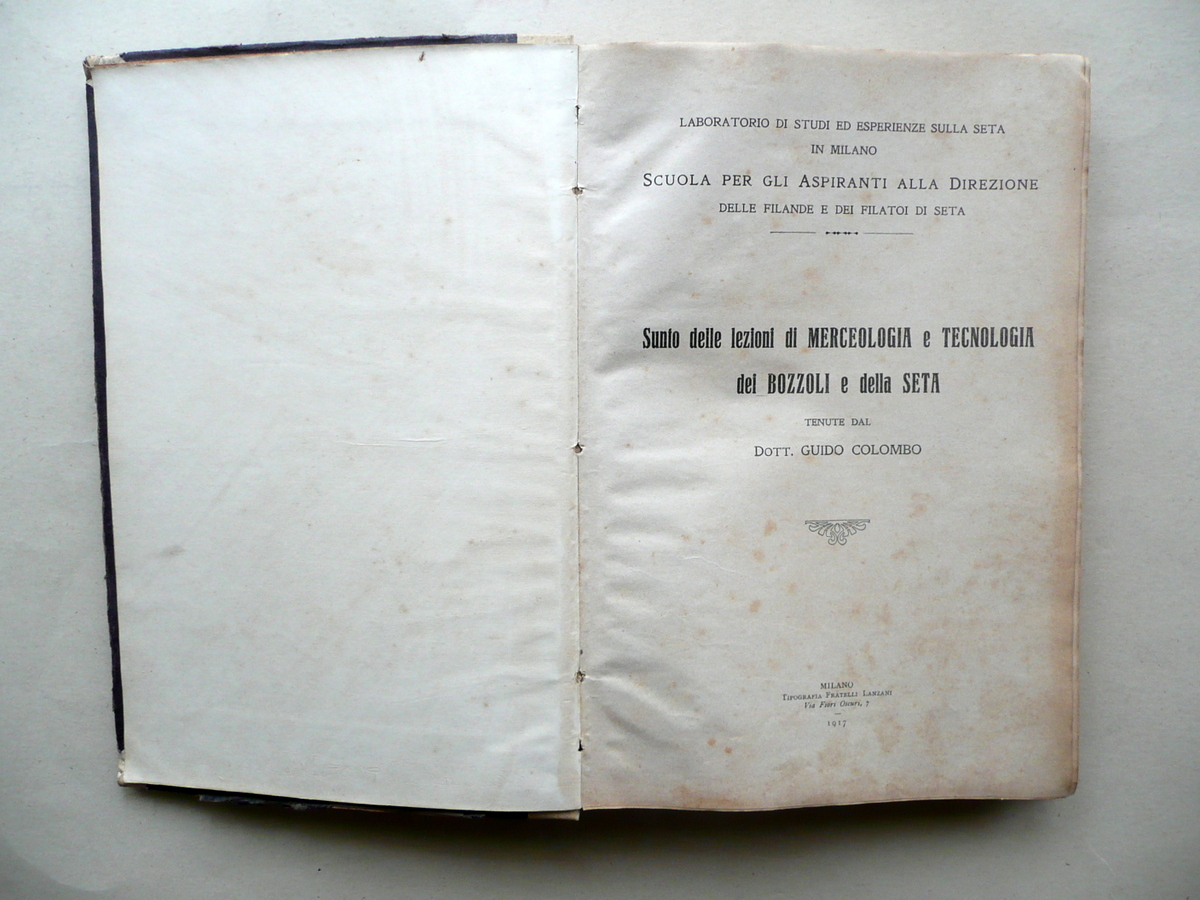 LABORATORIO DI STUDI ED ESPERIENZE SULLA SETA
IN MILANO
SCUOLA PER GLI ASPIRANTI ALLA DIREZIONE
DELLE FILANDE E DEI FILATOI DI SETA
Sunto delle lezioni di MERCEOLOGIA e TECNOLOGIA
dei BOZZOLI e della SETA
TENUTE DAL
DOTT. GUIDO COLOMBO
MILANO
TIPOGRAFIA FRATELLI LANZANI
Via Fiori Oscuri, 7
1917